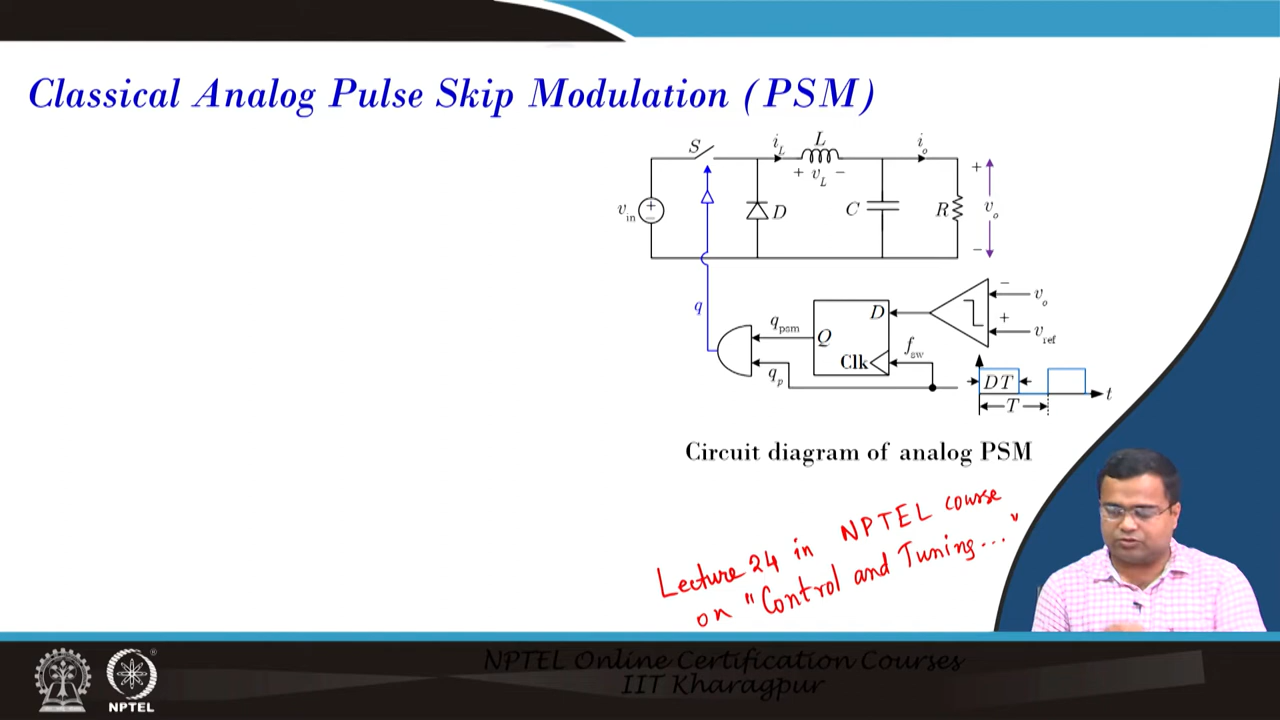 Classical Analog Pulse Skip Modulation (PSM)
S
i_L
L
i_o
+ v_L −
v_in
+
−
D
C
R
+
v_o
−
q
q_psm
D
Q
Clk
f_sw
q_p
−
v_o
+
v_ref
DT
T
t
Circuit diagram of analog PSM
Lecture 24 in NPTEL course
on "Control and Tuning..."
NPTEL Online Certification Courses
IIT Kharagpur
NPTEL